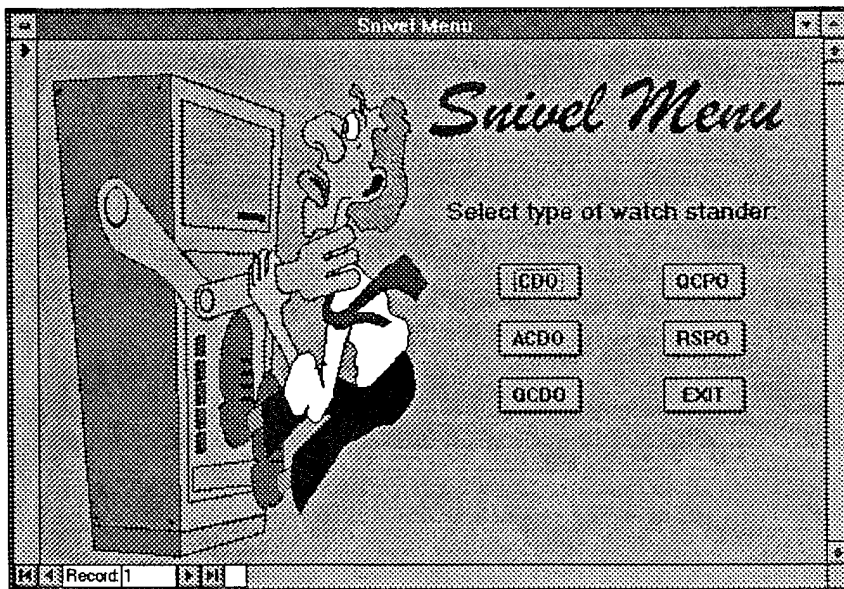 Snivel Menu
Snivel Menu
Select type of watch stander:
CDO QCPO
ACDO RSPO
QCDO EXIT
Record: 1